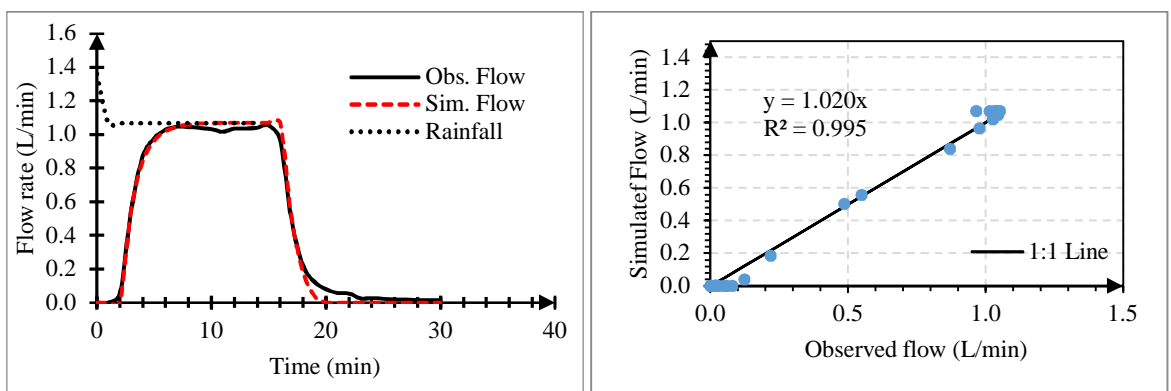 1.6
1.4
1.2
1.0
0.8
0.6
0.4
0.2
0.0
Flow rate (L/min)
Obs. Flow
Sim. Flow
Rainfall
0 10 20 30 40
Time (min)
1.4
1.2
1.0
0.8
0.6
0.4
0.2
0.0
Simulatef Flow (L/min)
y = 1.020x
R² = 0.995
1:1 Line
0.0 0.5 1.0 1.5
Observed flow (L/min)